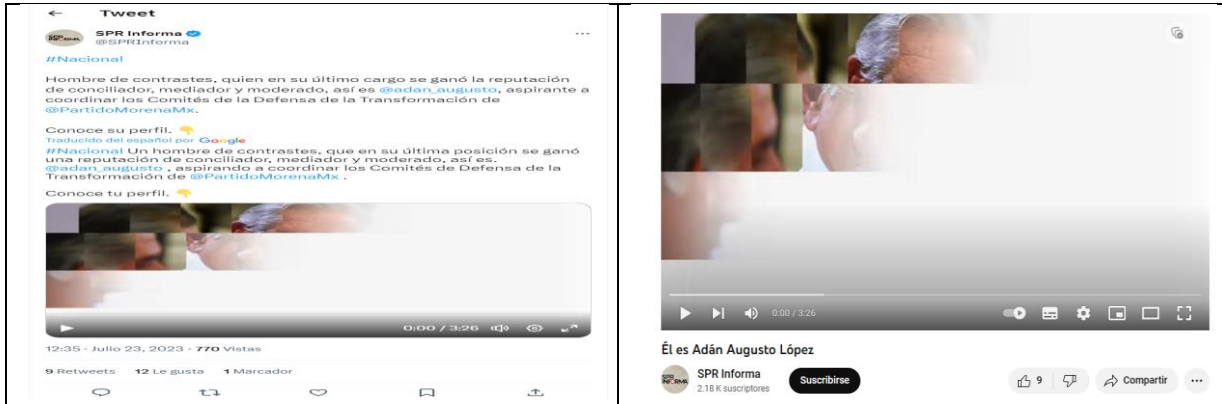 ← Tweet
SPR Informa
@SPRInforma
#Nacional
Hombre de contrastes, quien en su último cargo se ganó la reputación
de conciliador, mediador y moderado, así es @adan_augusto, aspirante a
coordinar los Comités de la Defensa de la Transformación de
@PartidoMorenaMx.
Conoce su perfil.
Traducido del español por Google
#Nacional Un hombre de contrastes, que en su última posición se ganó
una reputación de conciliador, mediador y moderado, así es.
@adan_augusto , aspirando a coordinar los Comités de Defensa de la
Transformación de @PartidoMorenaMx .
Conoce tu perfil.
0:00 / 3:26
12:35 · Julio 23, 2023 · 770 Vistas
9 Retweets 12 Le gusta 1 Marcador
0:00 / 3:26
Él es Adán Augusto López
SPR Informa
2.18 K suscriptores
Suscribirse
9
Compartir